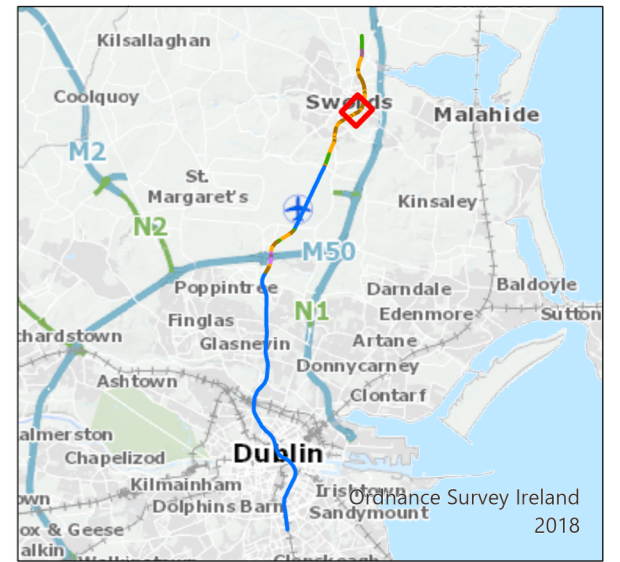 Kilsallaghan
Coolquoy
Swords
Malahide
M2
St.
Margaret's
Kinsaley
N2
M50
Poppintree
Darndale
Baldoyle
N1
Edenmore
Sutton
Finglas
chardstown
Glasnevin
Artane
Donnycarney
Ashtown
Clontarf
almerston
Chapelizod
Dublin
Kilmainham
Irishtown
own
Dolphins Barn
Sandymount
Ordnance Survey Ireland
2018
ox & Geese
alkin